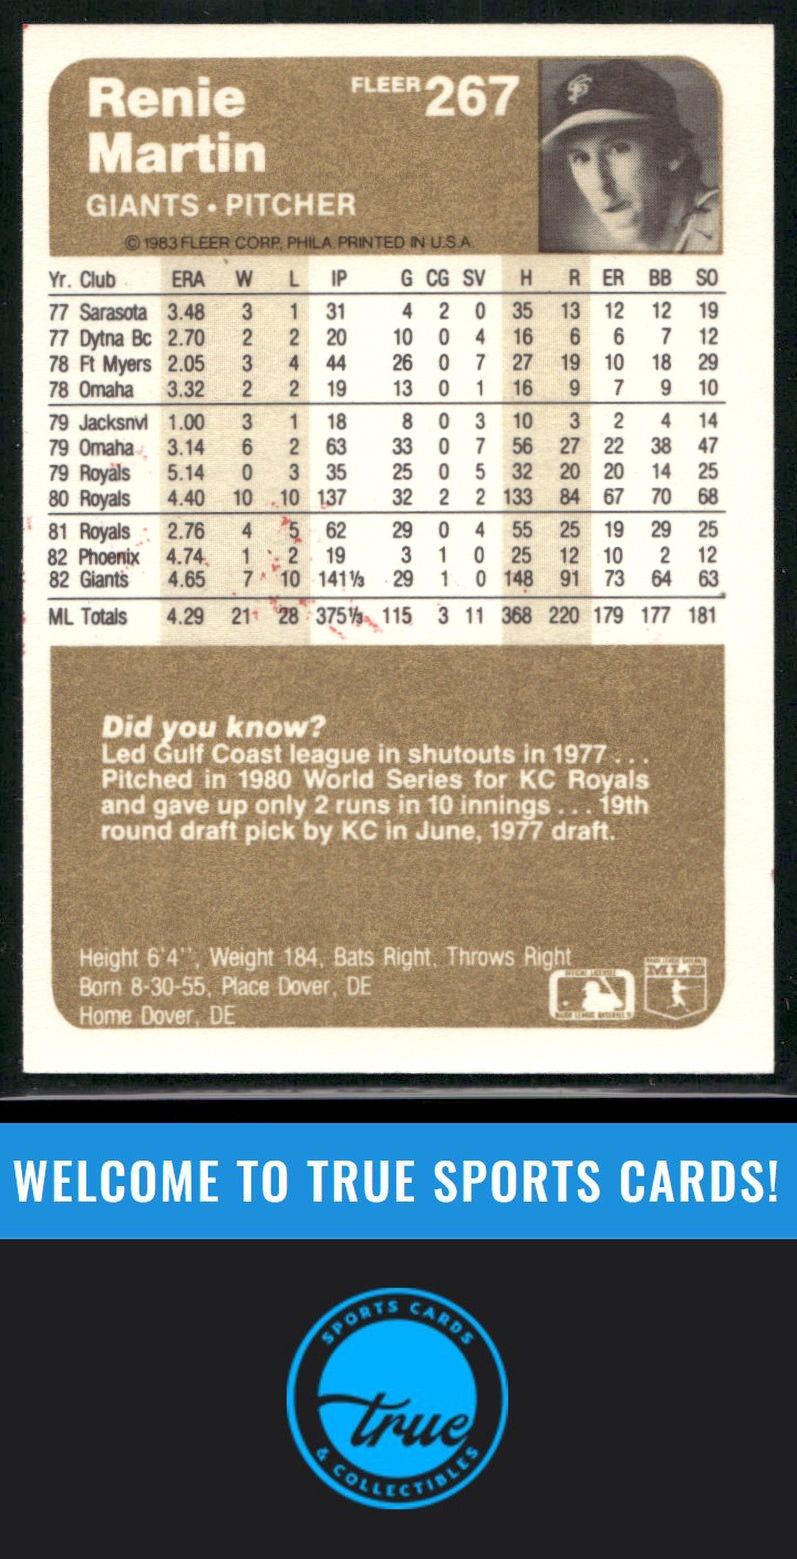 Renie
Martin
FLEER 267
GIANTS • PITCHER
© 1983 FLEER CORP, PHILA. PRINTED IN U.S.A.
Yr. Club ERA W L IP G CG SV H R ER BB SO
77 Sarasota 3.48 3 1 31 4 2 0 35 13 12 12 19
77 Dytna Bc 2.70 2 2 20 10 0 4 16 6 6 7 12
78 Ft Myers 2.05 3 4 44 26 0 7 27 19 10 18 29
78 Omaha 3.32 2 2 19 13 0 1 16 9 7 9 10
79 Jacksnvl 1.00 3 1 18 8 0 3 10 3 2 4 14
79 Omaha 3.14 6 2 63 33 0 7 56 27 22 38 47
79 Royals 5.14 0 3 35 25 0 5 32 20 20 14 25
80 Royals 4.40 10 10 137 32 2 2 133 84 67 70 68
81 Royals 2.76 4 5 62 29 0 4 55 25 19 29 25
82 Phoenix 4.74 1 2 19 3 1 0 25 12 10 2 12
82 Giants 4.65 7 10 141⅓ 29 1 0 148 91 73 64 63
ML Totals 4.29 21 28 375⅓ 115 3 11 368 220 179 177 181
Did you know?
Led Gulf Coast league in shutouts in 1977 . . .
Pitched in 1980 World Series for KC Royals
and gave up only 2 runs in 10 innings . . . 19th
round draft pick by KC in June, 1977 draft.
Height 6'4'', Weight 184, Bats Right, Throws Right
Born 8-30-55, Place Dover, DE
Home Dover, DE
MLB
WELCOME TO TRUE SPORTS CARDS!
SPORTS CARDS
true
& COLLECTIBLES